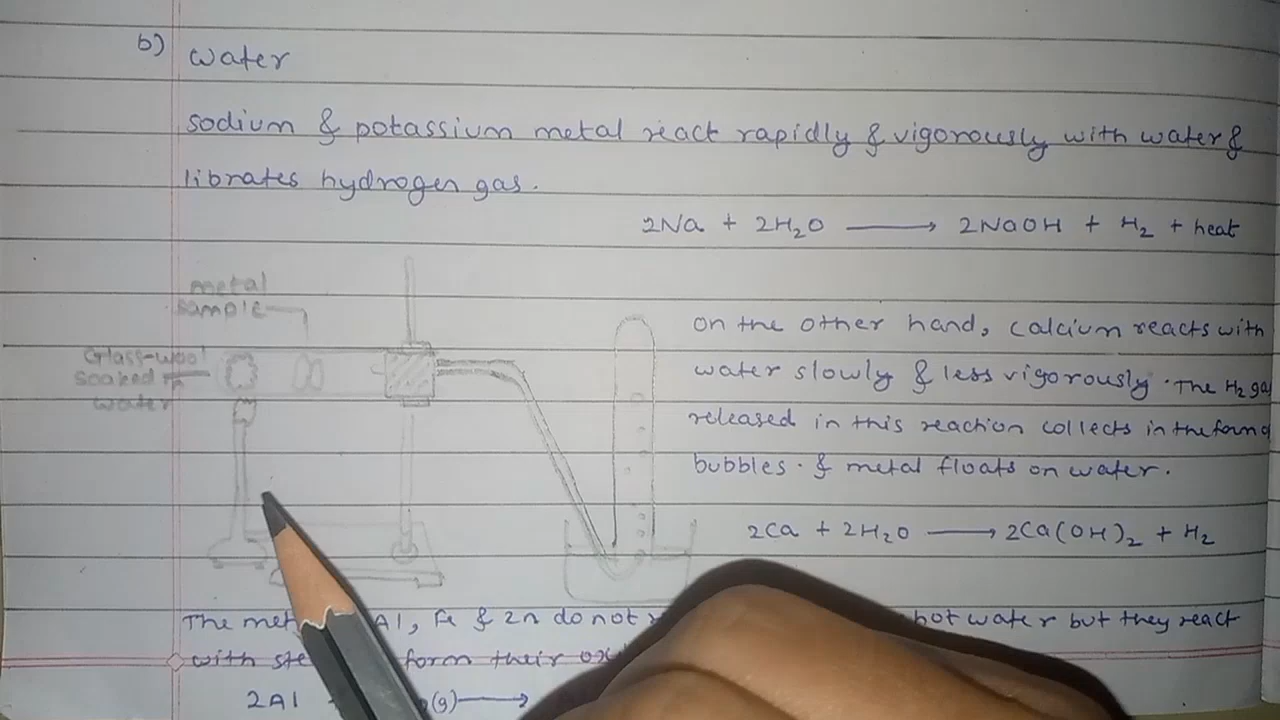 b) water
sodium & potassium metal react rapidly & vigorously with water &
librates hydrogen gas.
2Na + 2H₂O ⟶ 2NaOH + H₂ + heat
metal
sample
Glass-wool
soaked in
water
on the other hand, calcium reacts with
water slowly & less vigorously. The H₂ ga
released in this reaction collects in the form o
bubbles. & metal floats on water.
2Ca + 2H₂O ⟶ 2Ca(OH)₂ + H₂
The met Al, Fe & Zn do not hot water but they react
with ste form their ox
2Al (g) ⟶